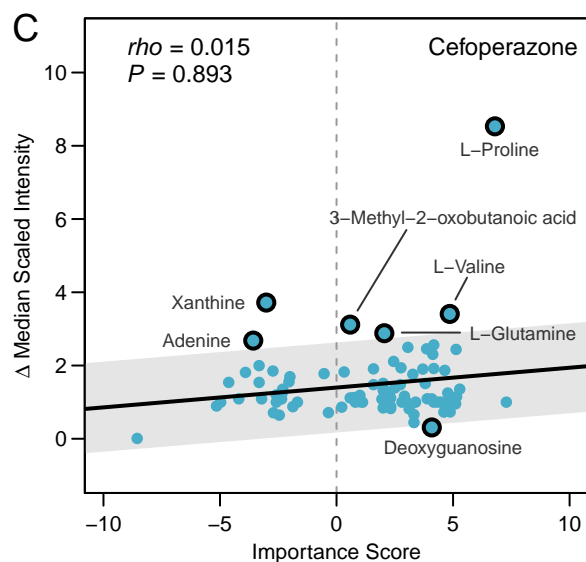 C
rho = 0.015
P = 0.893
Cefoperazone
Δ Median Scaled Intensity
10
8
6
4
2
0
L−Proline
3−Methyl−2−oxobutanoic acid
L−Valine
Xanthine
Adenine
L−Glutamine
Deoxyguanosine
−10 −5 0 5 10
Importance Score